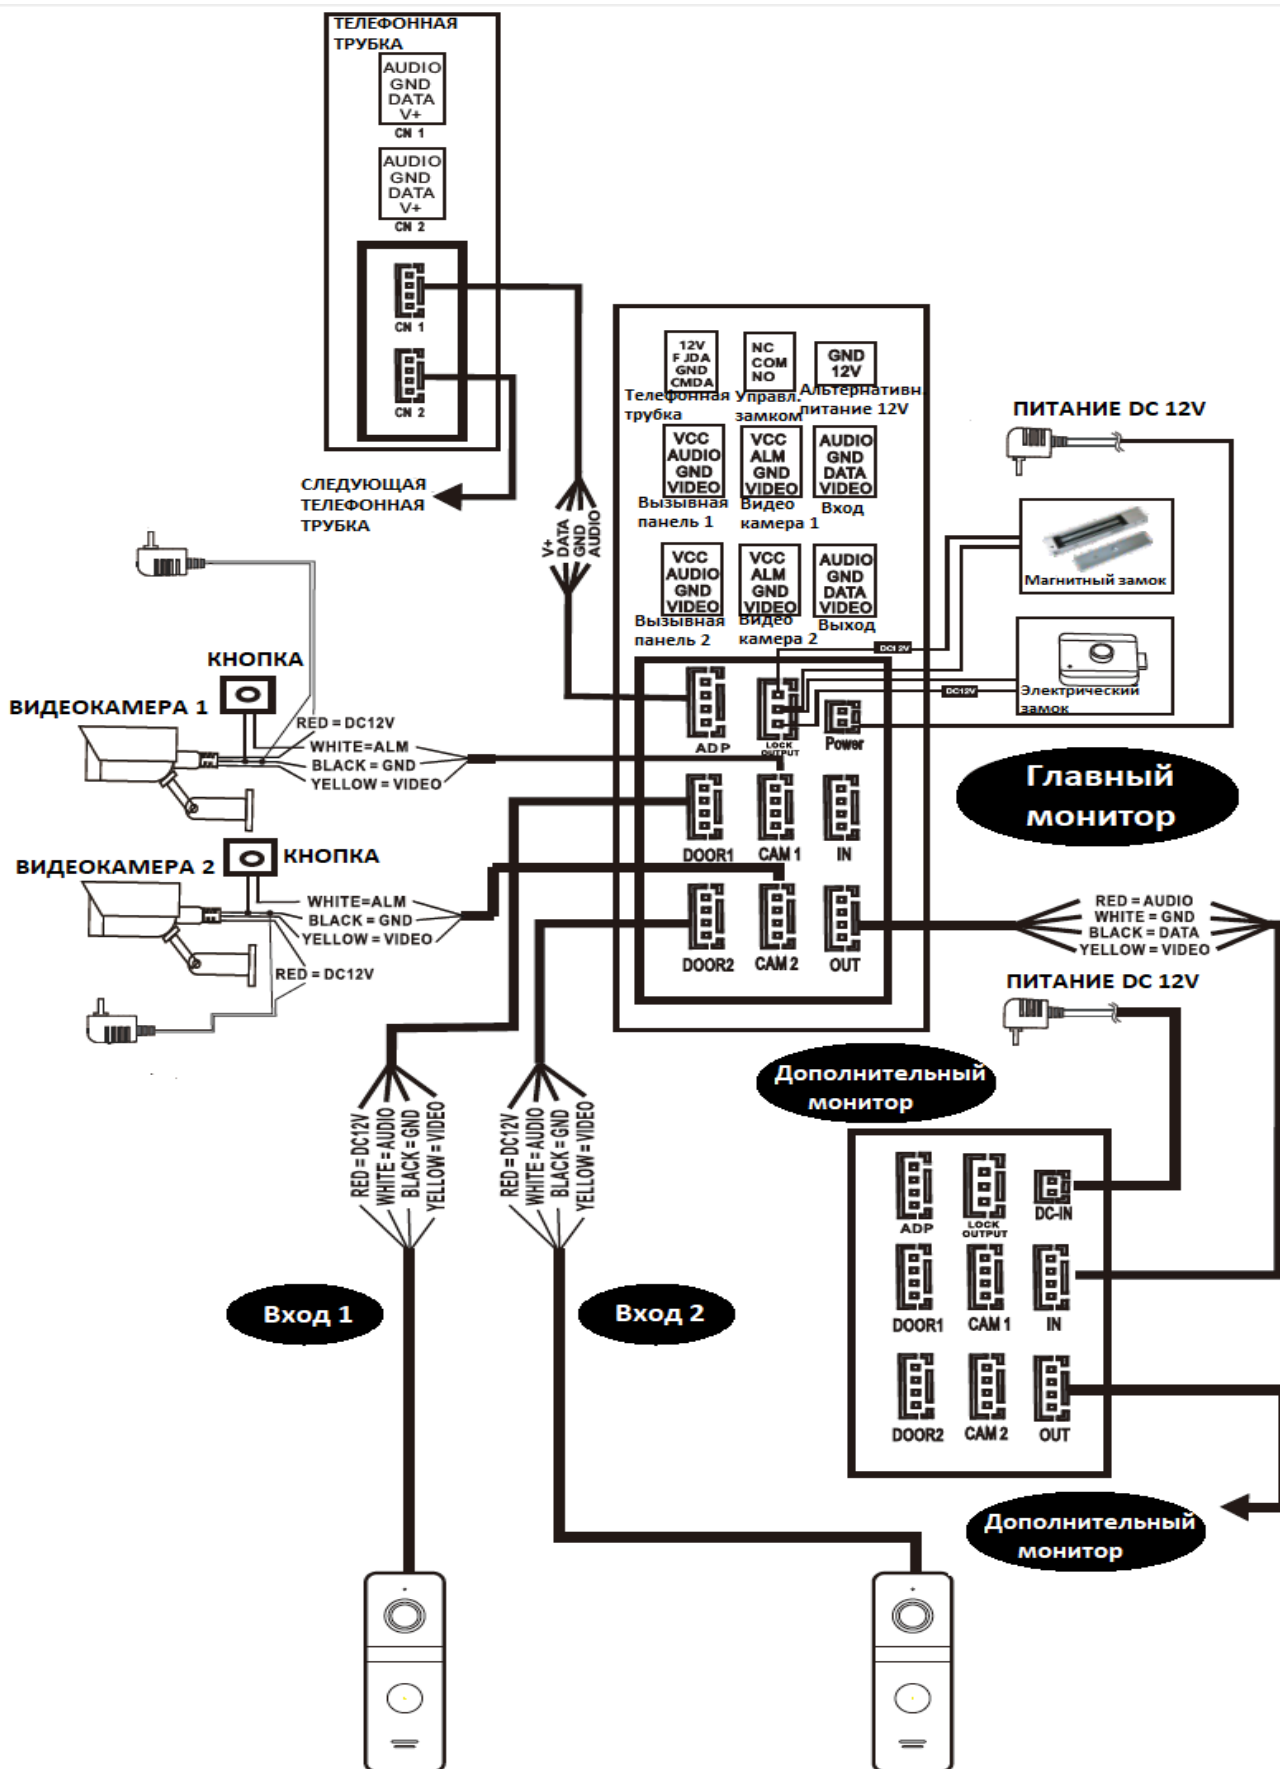 ТЕЛЕФОННАЯ
ТРУБКА
AUDIO
GND
DATA
V+
CN 1
AUDIO
GND
DATA
V+
CN 2
CN 1
CN 2
СЛЕДУЮЩАЯ
ТЕЛЕФОННАЯ
ТРУБКА
V+
DATA
GND
AUDIO
12V
F JDA
GND
CMDA
Телефонная
трубка
NC
COM
NO
Управл.
замком
GND
12V
Альтернативн.
питание 12V
VCC
AUDIO
GND
VIDEO
Вызывная
панель 1
VCC
ALM
GND
VIDEO
Видео
камера 1
AUDIO
GND
DATA
VIDEO
Вход
VCC
AUDIO
GND
VIDEO
Вызывная
панель 2
VCC
ALM
GND
VIDEO
Видео
камера 2
AUDIO
GND
DATA
VIDEO
Выход
ПИТАНИЕ DC 12V
Магнитный замок
DC12V
DC12V
Электрический
замок
ADP
LOCK
OUTPUT
Power
DOOR1
CAM 1
IN
DOOR2
CAM 2
OUT
Главный
монитор
КНОПКА
ВИДЕОКАМЕРА 1
RED = DC12V
WHITE=ALM
BLACK = GND
YELLOW = VIDEO
КНОПКА
ВИДЕОКАМЕРА 2
WHITE=ALM
BLACK = GND
YELLOW = VIDEO
RED = DC12V
RED = AUDIO
WHITE = GND
BLACK = DATA
YELLOW = VIDEO
ПИТАНИЕ DC 12V
Дополнительный
монитор
RED = DC12V
WHITE = AUDIO
BLACK = GND
YELLOW = VIDEO
RED = DC12V
WHITE = AUDIO
BLACK = GND
YELLOW = VIDEO
ADP
LOCK
OUTPUT
DC-IN
DOOR1
CAM 1
IN
DOOR2
CAM 2
OUT
Вход 1
Вход 2
Дополнительный
монитор